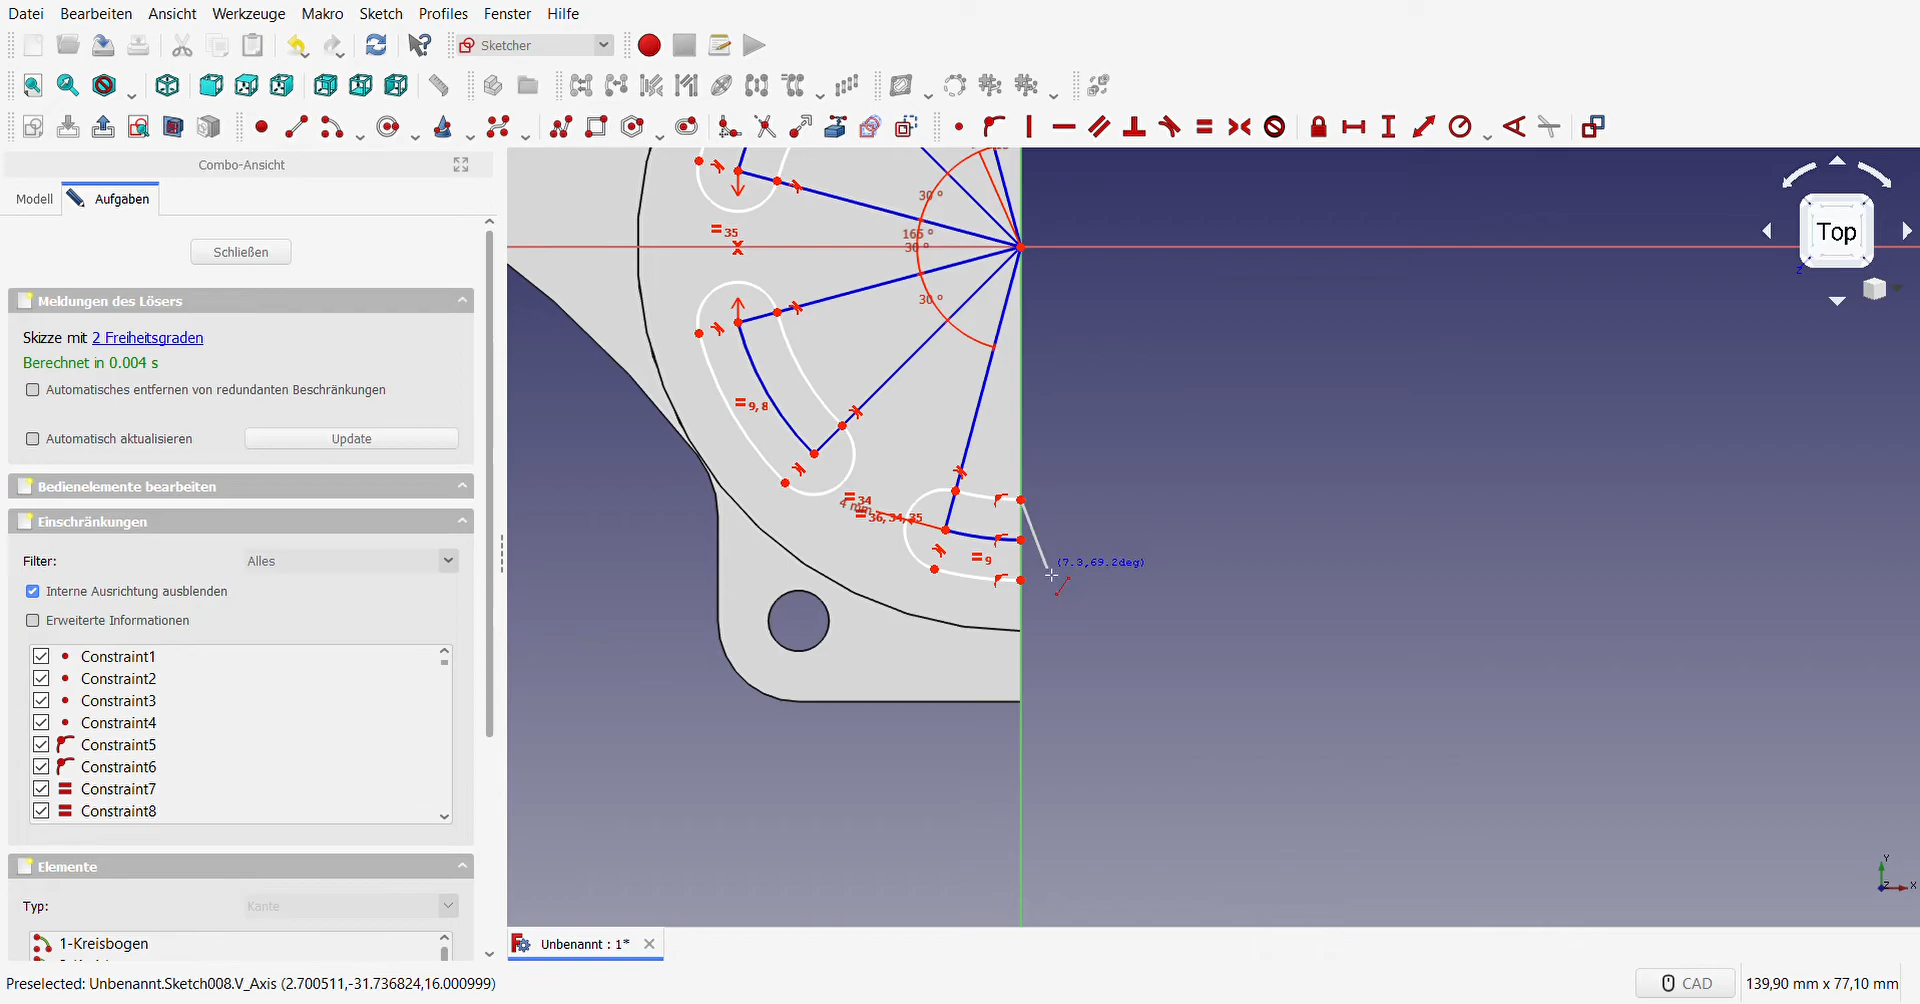 Datei Bearbeiten Ansicht Werkzeuge Makro Sketch Profiles Fenster Hilfe
Sketcher
Combo-Ansicht
Modell Aufgaben
Schließen
Meldungen des Lösers
Skizze mit 2 Freiheitsgraden
Berechnet in 0.004 s
Automatisches entfernen von redundanten Beschränkungen
Automatisch aktualisieren Update
Bedienelemente bearbeiten
Einschränkungen
Filter: Alles
Interne Ausrichtung ausblenden
Erweiterte Informationen
Constraint1
Constraint2
Constraint3
Constraint4
Constraint5
Constraint6
Constraint7
Constraint8
Elemente
Typ: Kante
1-Kreisbogen
30 °
35
165 °
30 °
30 °
9, 8
34
4 mm
36, 34, 35
9
(7.3,69.2deg)
Top
Z
Y
Z X
Unbenannt : 1*
Preselected: Unbenannt.Sketch008.V_Axis (2.700511,-31.736824,16.000999)
CAD
139,90 mm x 77,10 mm